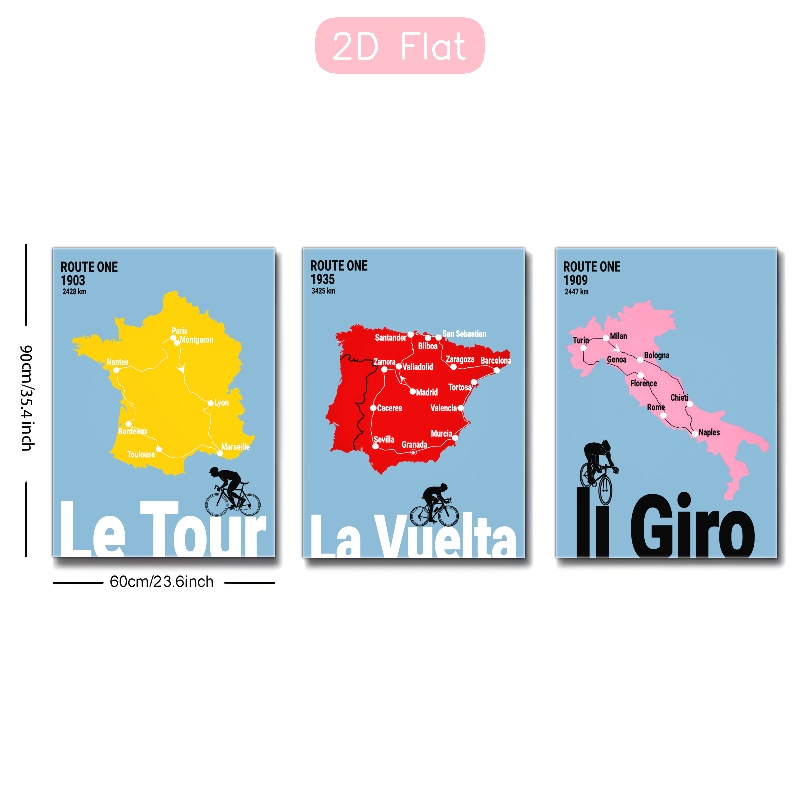 2D Flat
90cm/35.4 inch
60cm/23.6inch
ROUTE ONE
1903
2428 km
Paris
Montgeron
Nantes
Lyon
Bordeaux
Toulouse
Marseille
Le Tour
ROUTE ONE
1935
3425 km
Santander
San Sebastian
Bilboa
Zamora
Valladolid
Zaragoza
Barcelona
Madrid
Tortosa
Caceres
Valencia
Sevilla
Granada
Murcia
La Vuelta
ROUTE ONE
1909
2447 km
Turin
Milan
Genoa
Bologna
Florence
Chieti
Rome
Naples
Il Giro